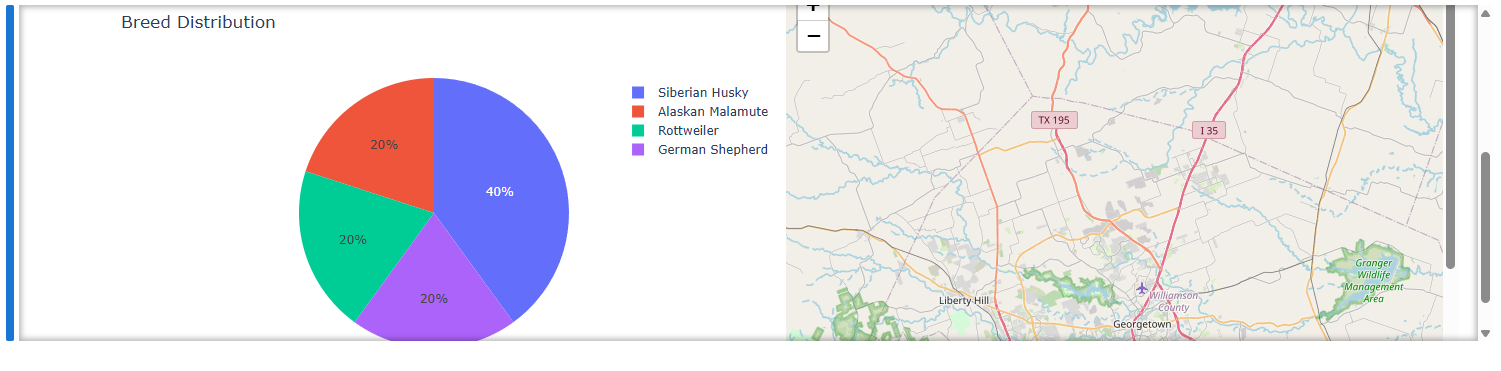 Breed Distribution
Siberian Husky
Alaskan Malamute
Rottweiler
German Shepherd
20%
40%
20%
20%
+
−
TX 195
I 35
Granger
Wildlife
Management
Area
Liberty Hill
Williamson
County
Georgetown